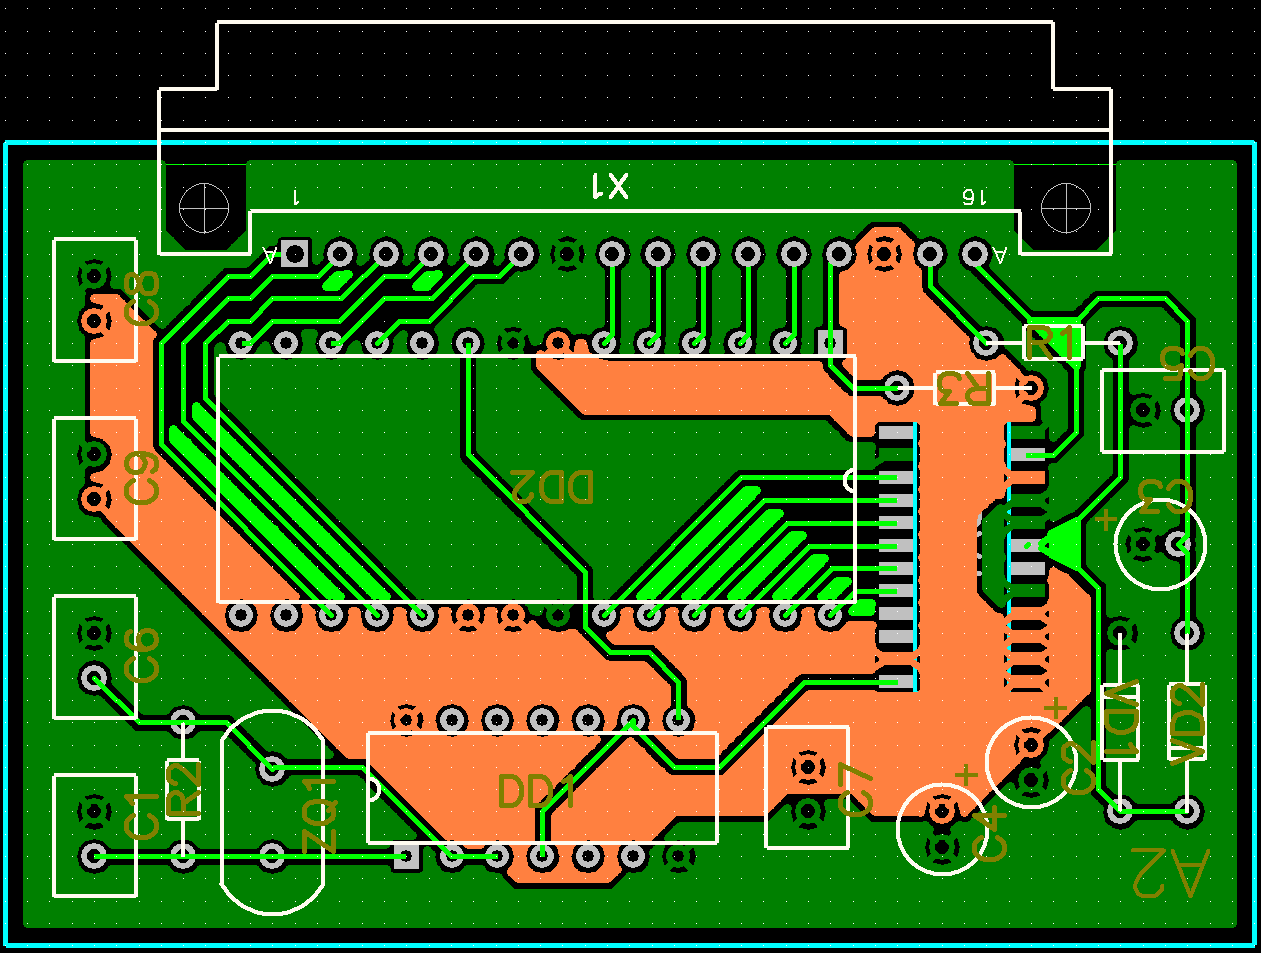 X1
1
16
A
A
C8
R1
C5
R3
C9
DD2
C3
+
C6
+
VD1
VD2
C2
DD1
R2
C1
ZQ1
C7
+
C4
A2